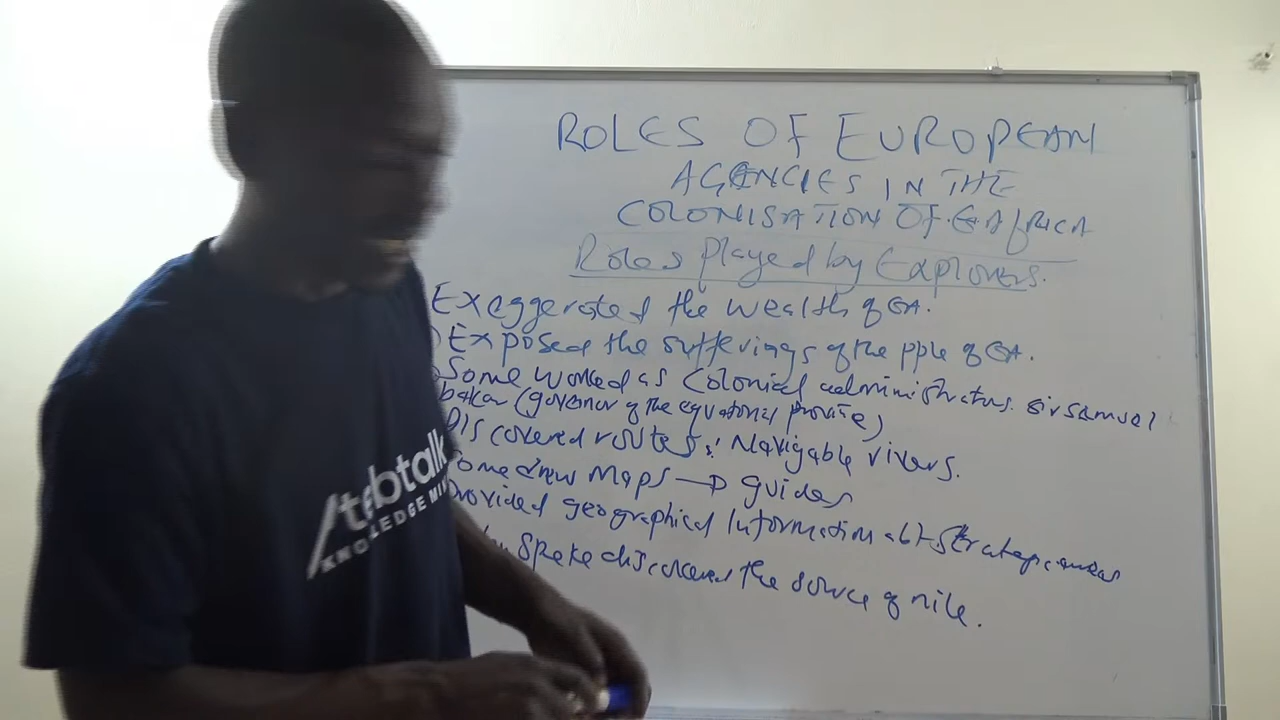 ROLES OF EUROPEAN
AGENCIES IN THE
COLONISATION OF E.AfRICA
Roles played by Explorers.
Exaggerated the wealth of EA.
Exposed the sufferings of the pple of EA.
Some worked as colonial administrators. Sir Samuel
baker (governor of the equatorial province)
Discovered routes: Navigable rivers.
Some drew maps → guides
Provided geographical information abt strategic areas
Speke discovered the source of nile.
/tebtalk
KNOWLEDGE